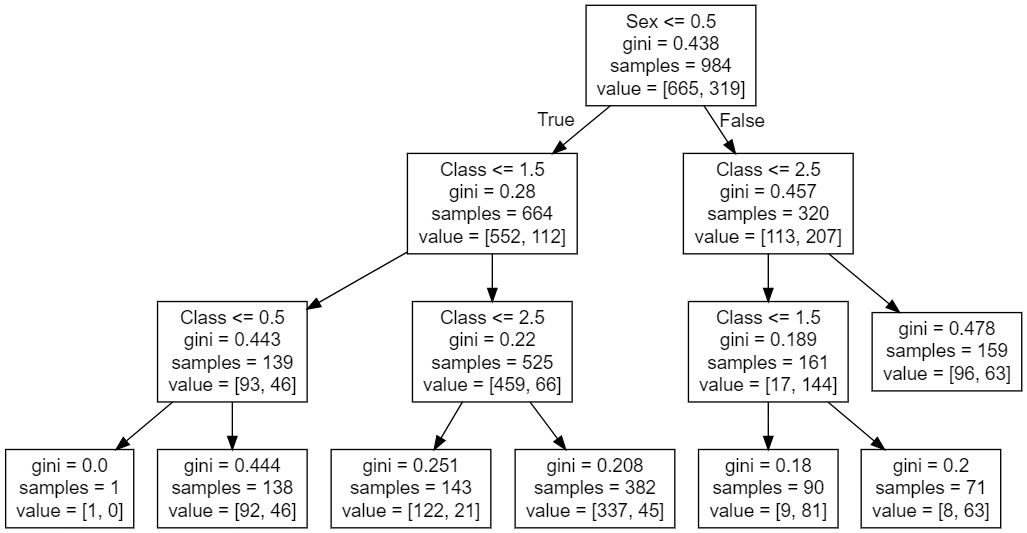 Sex <= 0.5
gini = 0.438
samples = 984
value = [665, 319]
True
False
Class <= 1.5
gini = 0.28
samples = 664
value = [552, 112]
Class <= 2.5
gini = 0.457
samples = 320
value = [113, 207]
Class <= 0.5
gini = 0.443
samples = 139
value = [93, 46]
Class <= 2.5
gini = 0.22
samples = 525
value = [459, 66]
Class <= 1.5
gini = 0.189
samples = 161
value = [17, 144]
gini = 0.478
samples = 159
value = [96, 63]
gini = 0.0
samples = 1
value = [1, 0]
gini = 0.444
samples = 138
value = [92, 46]
gini = 0.251
samples = 143
value = [122, 21]
gini = 0.208
samples = 382
value = [337, 45]
gini = 0.18
samples = 90
value = [9, 81]
gini = 0.2
samples = 71
value = [8, 63]